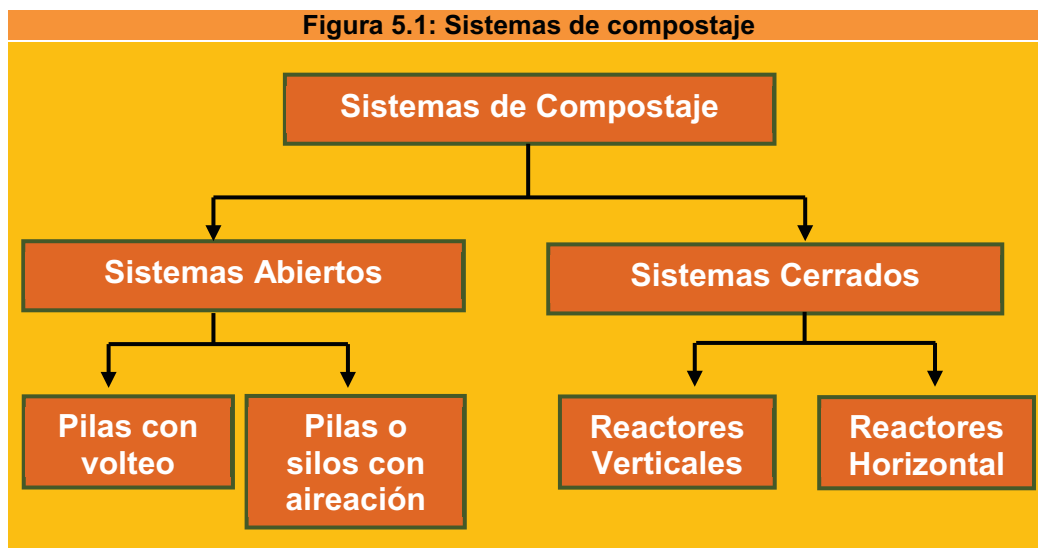 Figura 5.1: Sistemas de compostaje
Sistemas de Compostaje
Sistemas Abiertos
Sistemas Cerrados
Pilas con
volteo
Pilas o
silos con
aireación
Reactores
Verticales
Reactores
Horizontal